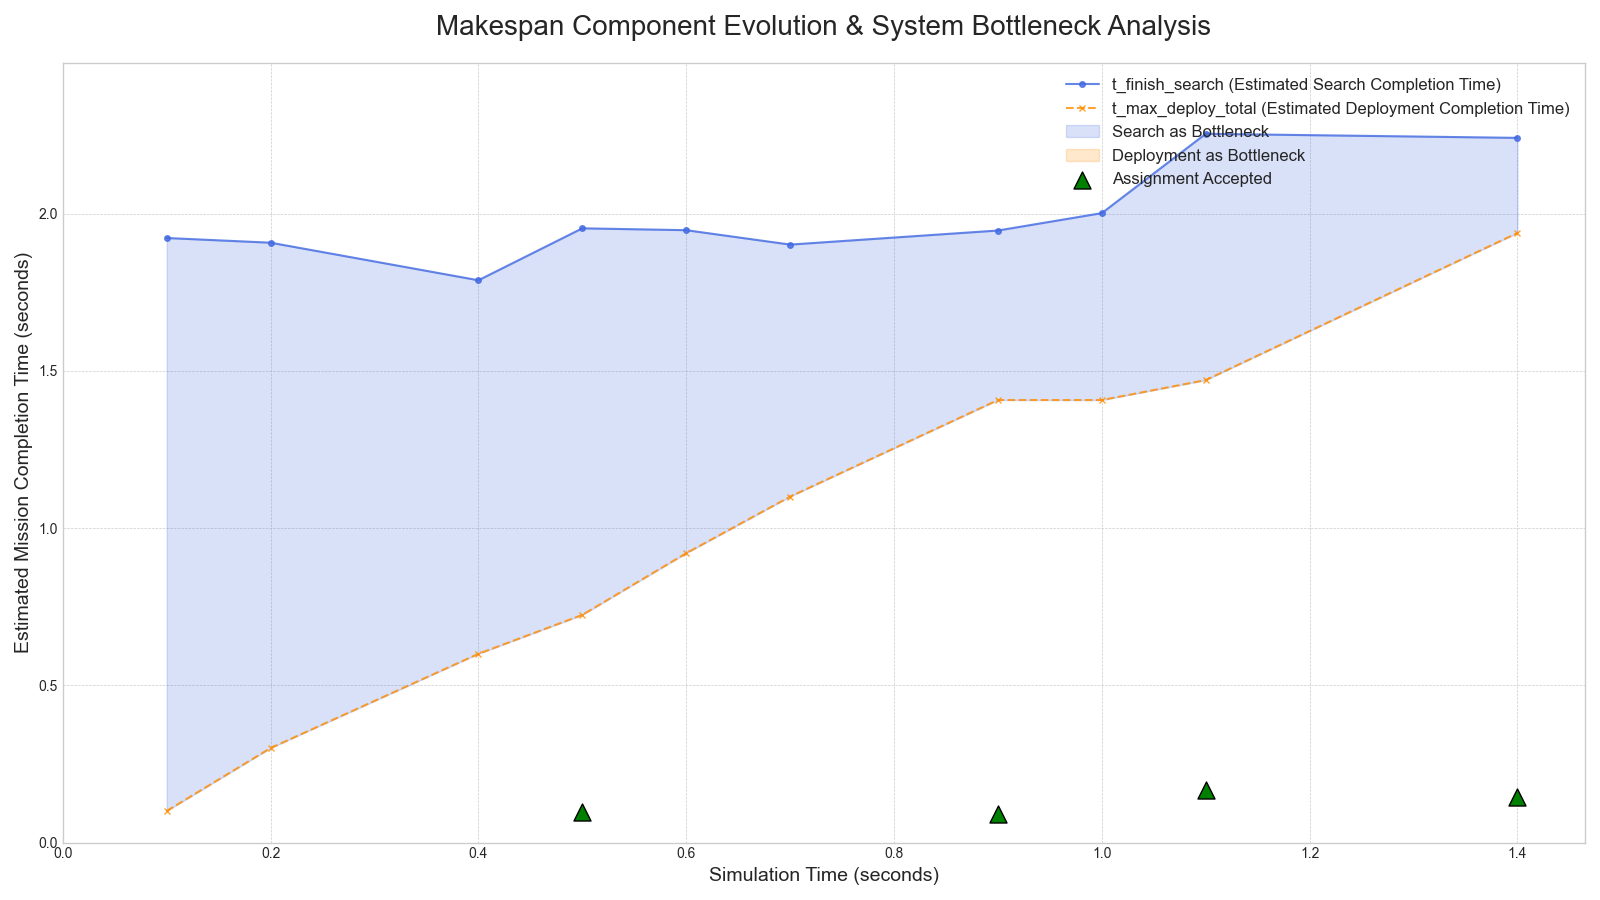 Makespan Component Evolution & System Bottleneck Analysis
t_finish_search (Estimated Search Completion Time)
t_max_deploy_total (Estimated Deployment Completion Time)
Search as Bottleneck
Deployment as Bottleneck
Assignment Accepted
Estimated Mission Completion Time (seconds)
2.0
1.5
1.0
0.5
0.0
0.0 0.2 0.4 0.6 0.8 1.0 1.2 1.4
Simulation Time (seconds)